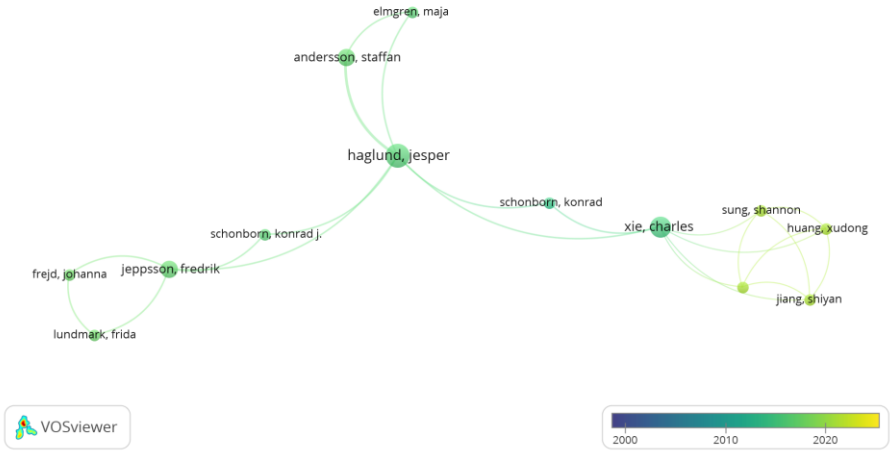 elmgren, maja
andersson, staffan
haglund, jesper
schonborn, konrad
sung, shannon
xie, charles
huang, xudong
schonborn, konrad j.
frejd, johanna
jeppsson, fredrik
jiang, shiyan
lundmark, frida
VOSviewer
2000
2010
2020